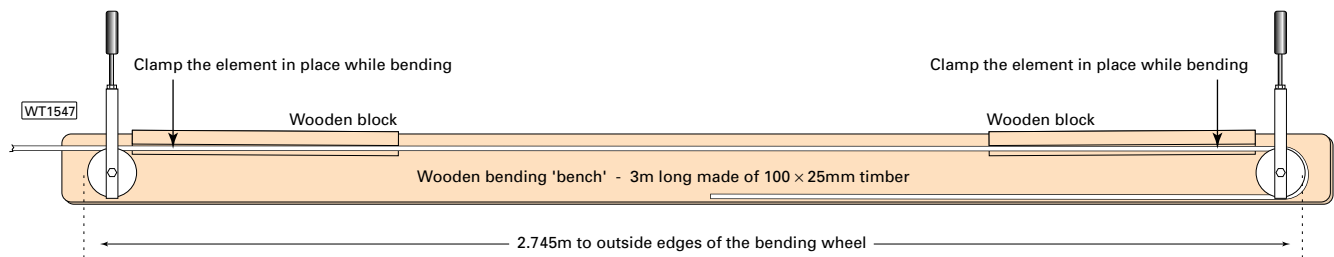 Clamp the element in place while bending
Clamp the element in place while bending
WT1547
Wooden block
Wooden block
Wooden bending 'bench' - 3m long made of 100 × 25mm timber
2.745m to outside edges of the bending wheel